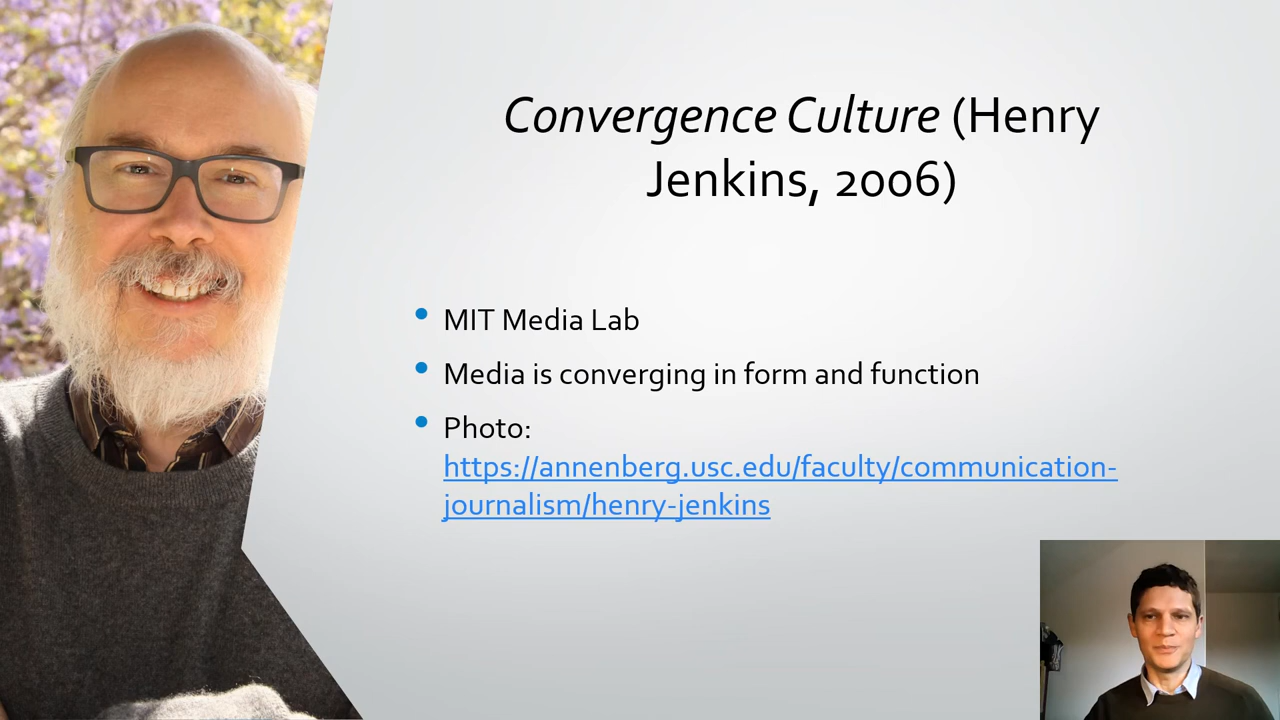 Convergence Culture (Henry
Jenkins, 2006)
MIT Media Lab
Media is converging in form and function
Photo:
https://annenberg.usc.edu/faculty/communication-
journalism/henry-jenkins